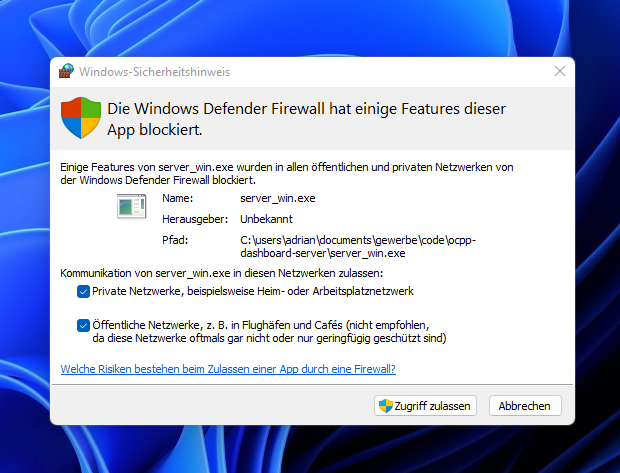 Windows-Sicherheitshinweis
Die Windows Defender Firewall hat einige Features dieser
App blockiert.
Einige Features von server_win.exe wurden in allen öffentlichen und privaten Netzwerken von
der Windows Defender Firewall blockiert.
Name: server_win.exe
Herausgeber: Unbekannt
Pfad: C:\users\adrian\documents\gewerbe\code\ocpp-
dashboard-server\server_win.exe
Kommunikation von server_win.exe in diesen Netzwerken zulassen:
Private Netzwerke, beispielsweise Heim- oder Arbeitsplatznetzwerk
Öffentliche Netzwerke, z. B. in Flughäfen und Cafés (nicht empfohlen,
da diese Netzwerke oftmals gar nicht oder nur geringfügig geschützt sind)
Welche Risiken bestehen beim Zulassen einer App durch eine Firewall?
Zugriff zulassen Abbrechen